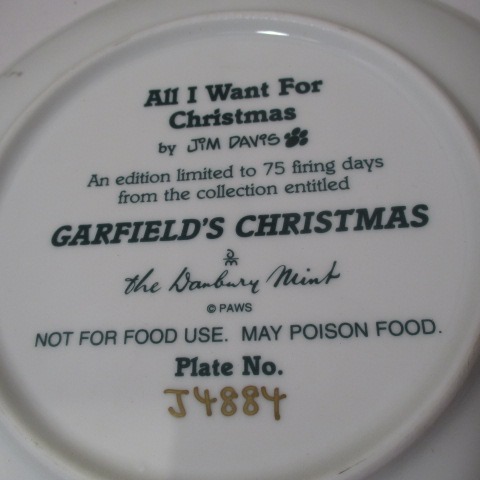 All I Want For
Christmas
by JIM DAVIS
An edition limited to 75 firing days
from the collection entitled
GARFIELD'S CHRISTMAS
DM
the Danbury Mint
© PAWS
NOT FOR FOOD USE. MAY POISON FOOD.
Plate No.
J4884